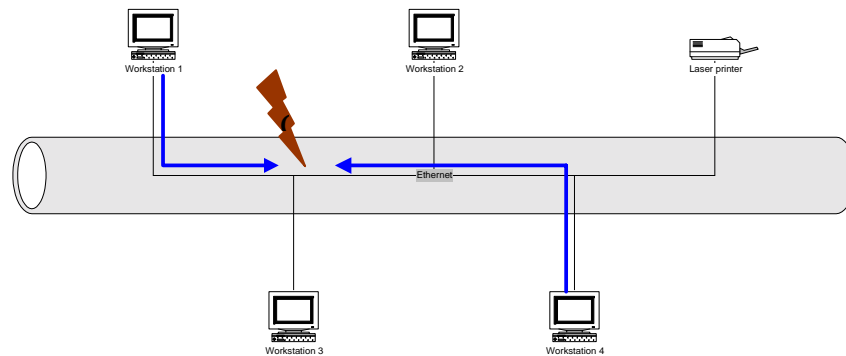 Workstation 1
Workstation 2
Laser printer
Ethernet
Workstation 3
Workstation 4